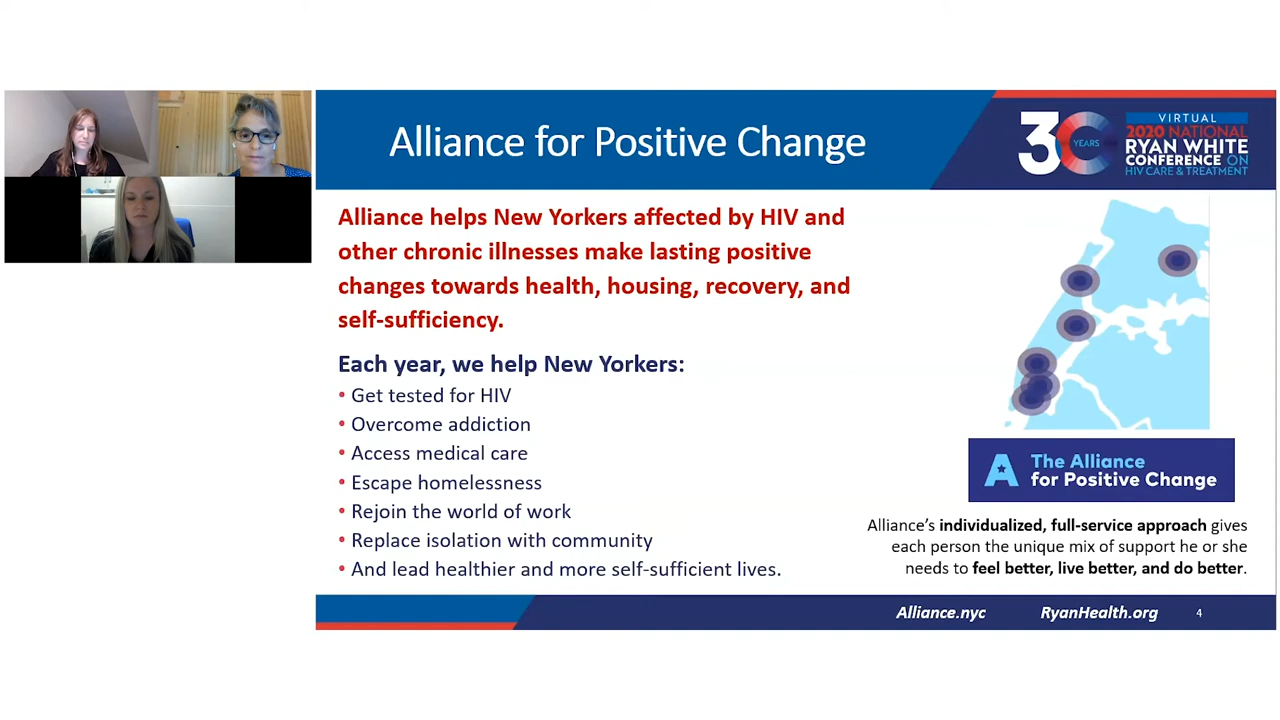 Alliance for Positive Change
30 YEARS
VIRTUAL
2020 NATIONAL
RYAN WHITE
CONFERENCE ON
HIV CARE & TREATMENT
Alliance helps New Yorkers affected by HIV and
other chronic illnesses make lasting positive
changes towards health, housing, recovery, and
self-sufficiency.
Each year, we help New Yorkers:
• Get tested for HIV
• Overcome addiction
• Access medical care
• Escape homelessness
• Rejoin the world of work
• Replace isolation with community
• And lead healthier and more self-sufficient lives.
A The Alliance
for Positive Change
Alliance’s individualized, full-service approach gives
each person the unique mix of support he or she
needs to feel better, live better, and do better.
Alliance.nyc RyanHealth.org 4